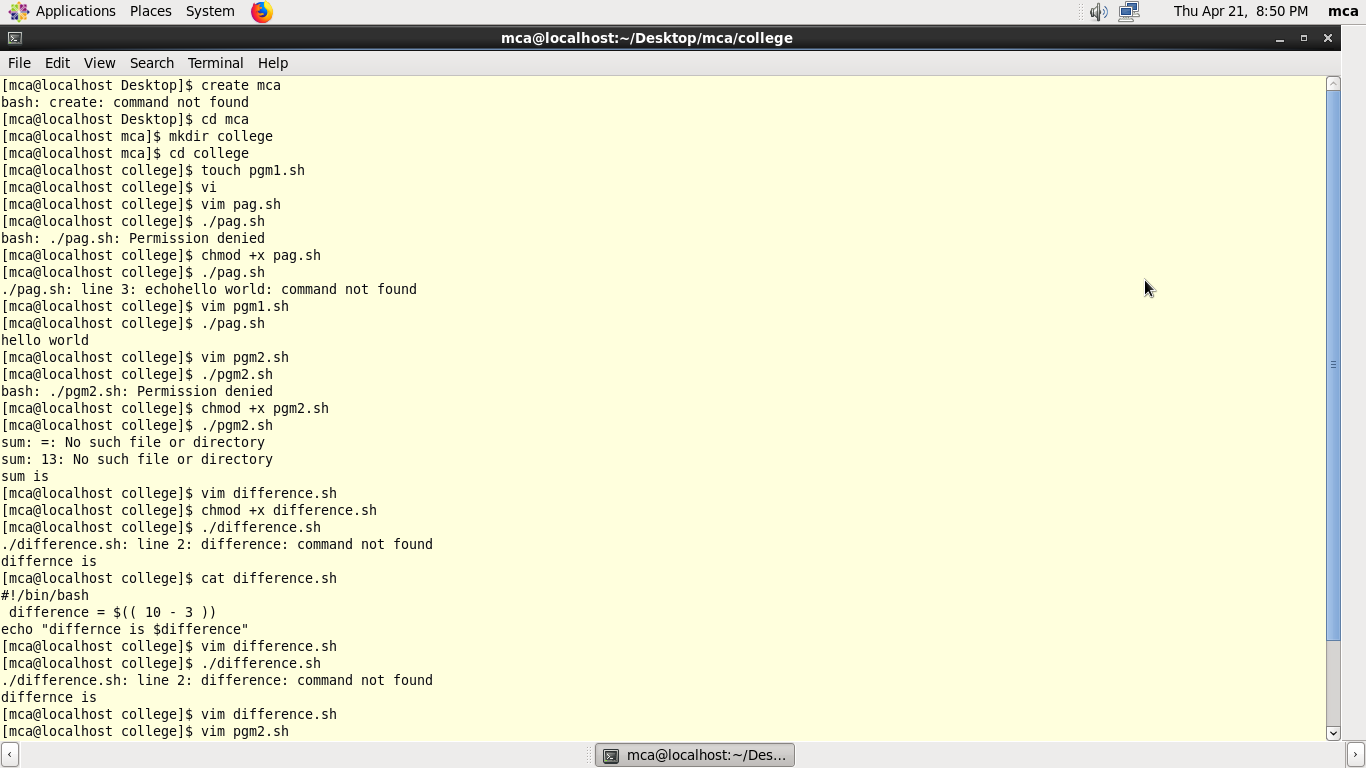 Applications Places System Thu Apr 21, 8:50 PM mca
mca@localhost:~/Desktop/mca/college
File Edit View Search Terminal Help
[mca@localhost Desktop]$ create mca
bash: create: command not found
[mca@localhost Desktop]$ cd mca
[mca@localhost mca]$ mkdir college
[mca@localhost mca]$ cd college
[mca@localhost college]$ touch pgm1.sh
[mca@localhost college]$ vi
[mca@localhost college]$ vim pag.sh
[mca@localhost college]$ ./pag.sh
bash: ./pag.sh: Permission denied
[mca@localhost college]$ chmod +x pag.sh
[mca@localhost college]$ ./pag.sh
./pag.sh: line 3: echohello world: command not found
[mca@localhost college]$ vim pgm1.sh
[mca@localhost college]$ ./pag.sh
hello world
[mca@localhost college]$ vim pgm2.sh
[mca@localhost college]$ ./pgm2.sh
bash: ./pgm2.sh: Permission denied
[mca@localhost college]$ chmod +x pgm2.sh
[mca@localhost college]$ ./pgm2.sh
sum: =: No such file or directory
sum: 13: No such file or directory
sum is
[mca@localhost college]$ vim difference.sh
[mca@localhost college]$ chmod +x difference.sh
[mca@localhost college]$ ./difference.sh
./difference.sh: line 2: difference: command not found
differnce is
[mca@localhost college]$ cat difference.sh
#!/bin/bash
 difference = $(( 10 - 3 ))
echo "differnce is $difference"
[mca@localhost college]$ vim difference.sh
[mca@localhost college]$ ./difference.sh
./difference.sh: line 2: difference: command not found
differnce is
[mca@localhost college]$ vim difference.sh
[mca@localhost college]$ vim pgm2.sh
mca@localhost:~/Des...